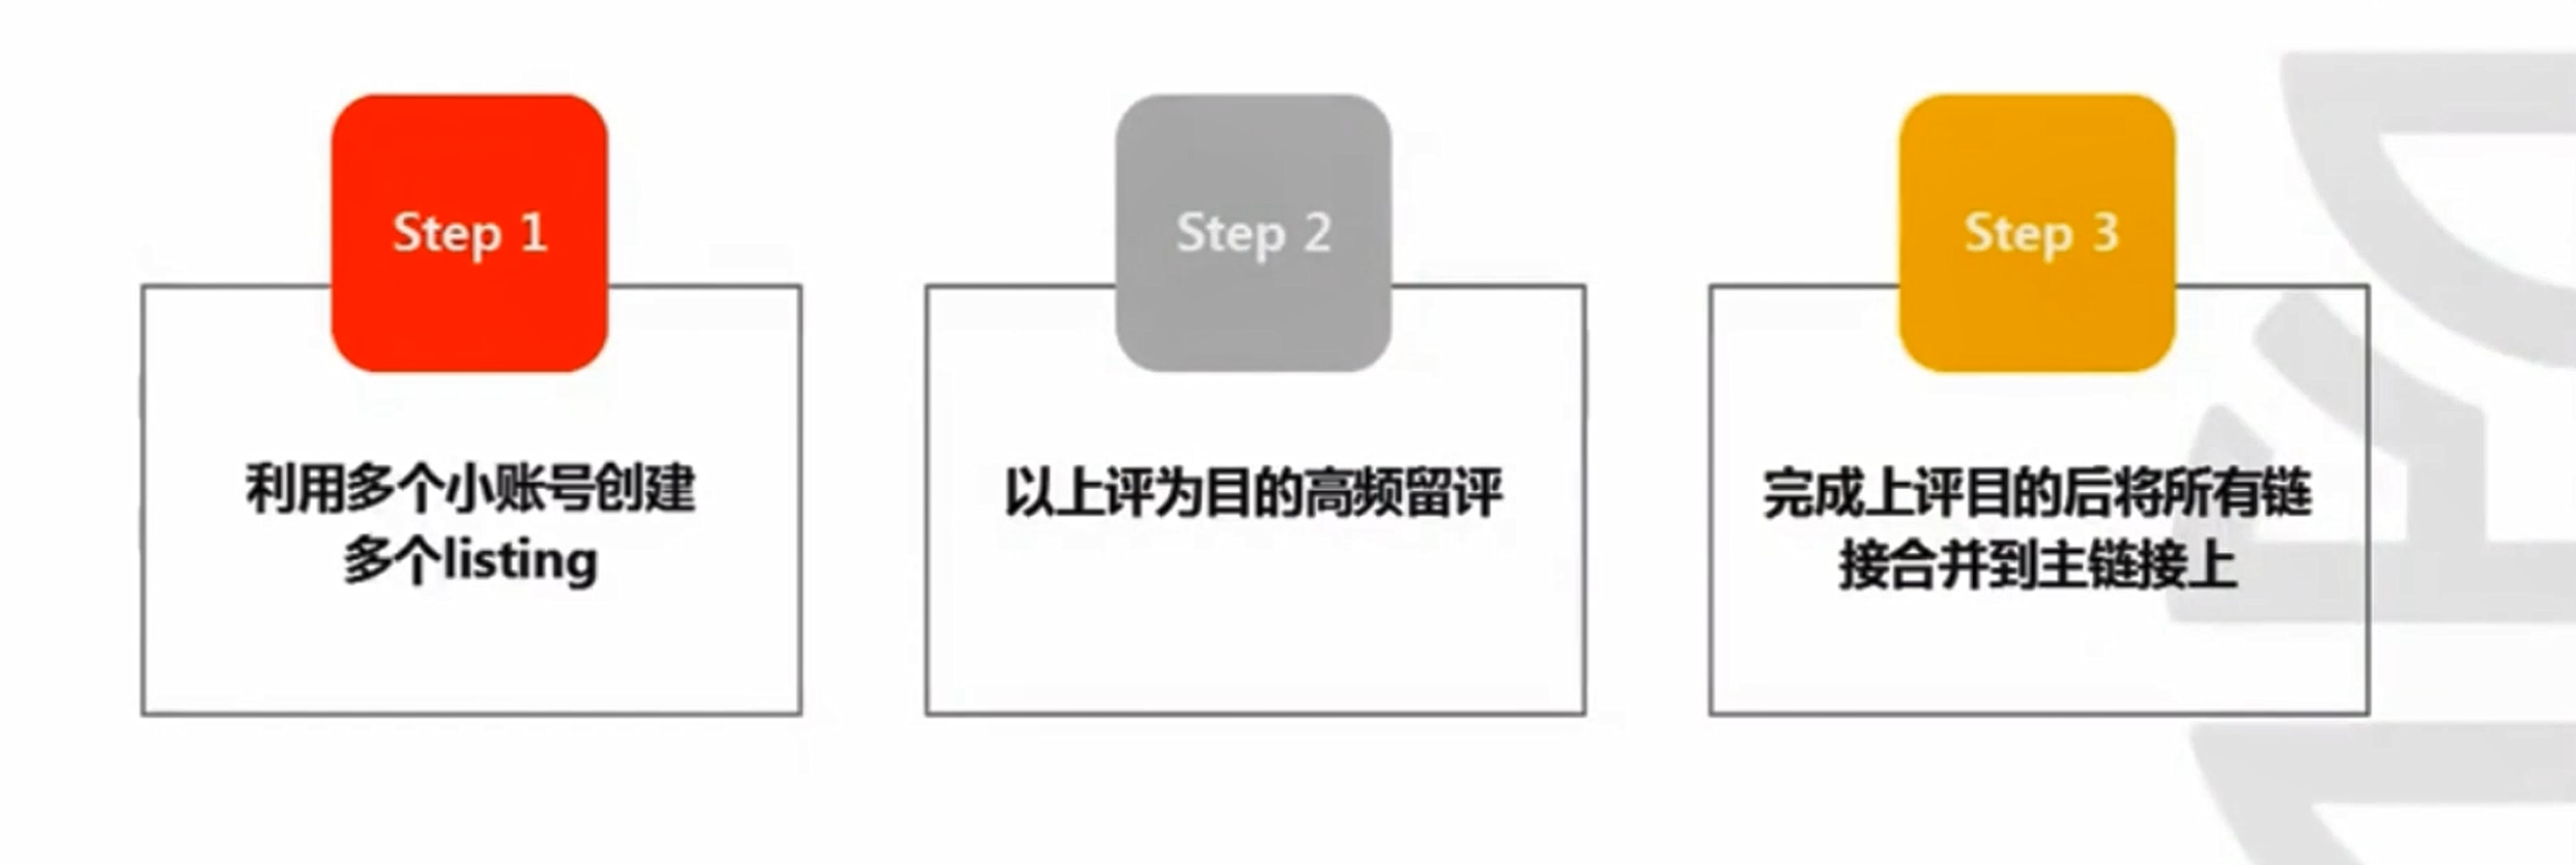 Step 1
利用多个小账号创建
多个listing
Step 2
以上评为目的高频留评
Step 3
完成上评目的后将所有链
接合并到主链接上